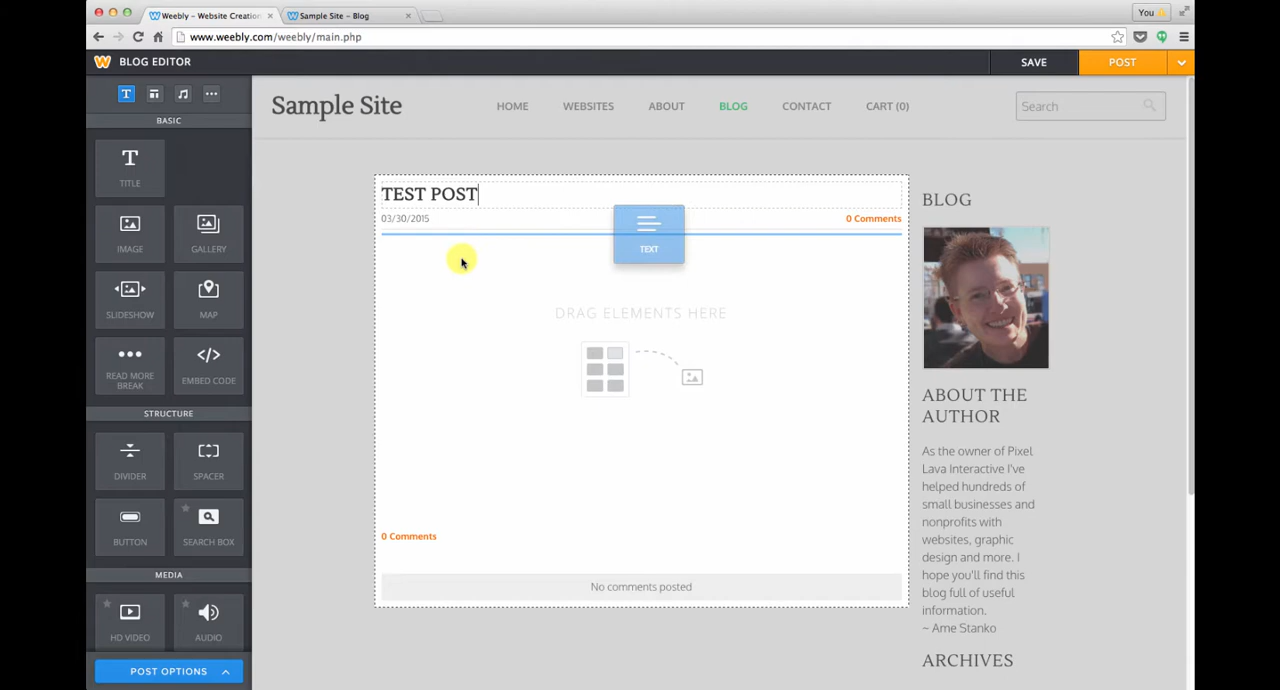 Weebly – Website Creation
Sample Site – Blog
You
www.weebly.com/weebly/main.php
BLOG EDITOR
SAVE
POST
BASIC
TITLE
IMAGE
GALLERY
SLIDESHOW
MAP
READ MORE
BREAK
EMBED CODE
STRUCTURE
DIVIDER
SPACER
BUTTON
SEARCH BOX
MEDIA
HD VIDEO
AUDIO
POST OPTIONS
Sample Site
HOME
WEBSITES
ABOUT
BLOG
CONTACT
CART (0)
Search
TEST POST
03/30/2015
0 Comments
TEXT
DRAG ELEMENTS HERE
0 Comments
No comments posted
BLOG
ABOUT THE
AUTHOR
As the owner of Pixel
Lava Interactive I've
helped hundreds of
small businesses and
nonprofits with
websites, graphic
design and more. I
hope you'll find this
blog full of useful
information.
~ Ame Stanko
ARCHIVES